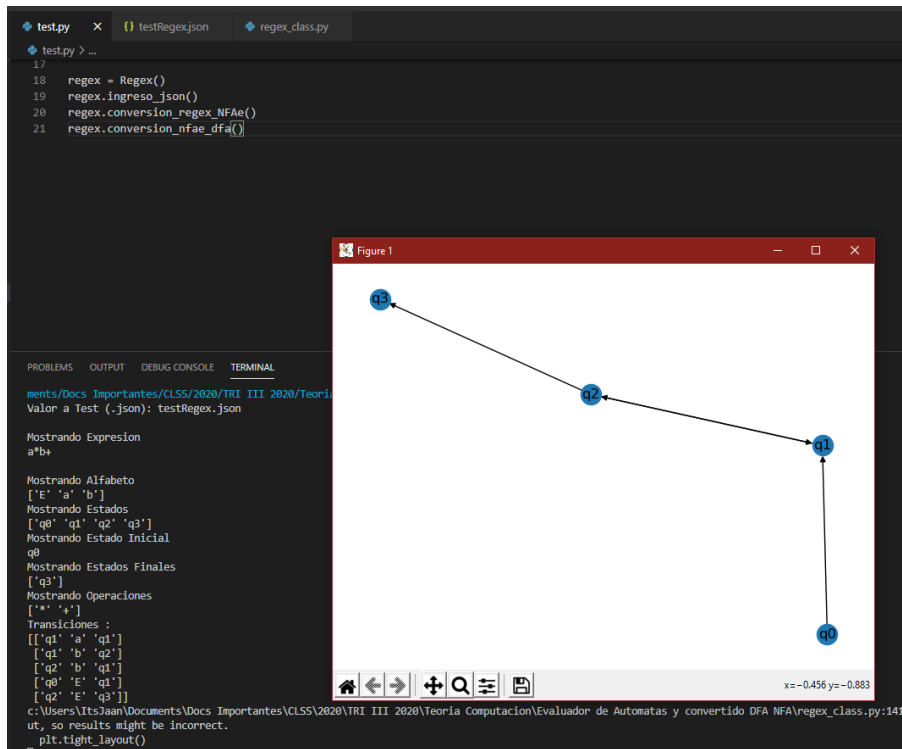 test.py
{} testRegex.json
regex_class.py
test.py > ...
17
18 regex = Regex()
19 regex.ingreso_json()
20 regex.conversion_regex_NFAe()
21 regex.conversion_nfae_dfa()
Figure 1
q3
q2
q1
q0
x=−0.456 y=−0.883
PROBLEMS OUTPUT DEBUG CONSOLE TERMINAL
ments/Docs Importantes/CLSS/2020/TRI III 2020/Teoria
Valor a Test (.json): testRegex.json
Mostrando Expresion
a*b+
Mostrando Alfabeto
['E' 'a' 'b']
Mostrando Estados
['q0' 'q1' 'q2' 'q3']
Mostrando Estado Inicial
q0
Mostrando Estados Finales
['q3']
Mostrando Operaciones
['*' '+']
Transiciones :
[['q1' 'a' 'q1']
['q1' 'b' 'q2']
['q2' 'b' 'q1']
['q0' 'E' 'q1']
['q2' 'E' 'q3']]
c:\Users\ItsJaan\Documents\Docs Importantes\CLSS\2020\TRI III 2020\Teoria Computacion\Evaluador de Automatas y convertido DFA NFA\regex_class.py:141
ut, so results might be incorrect.
plt.tight_layout()